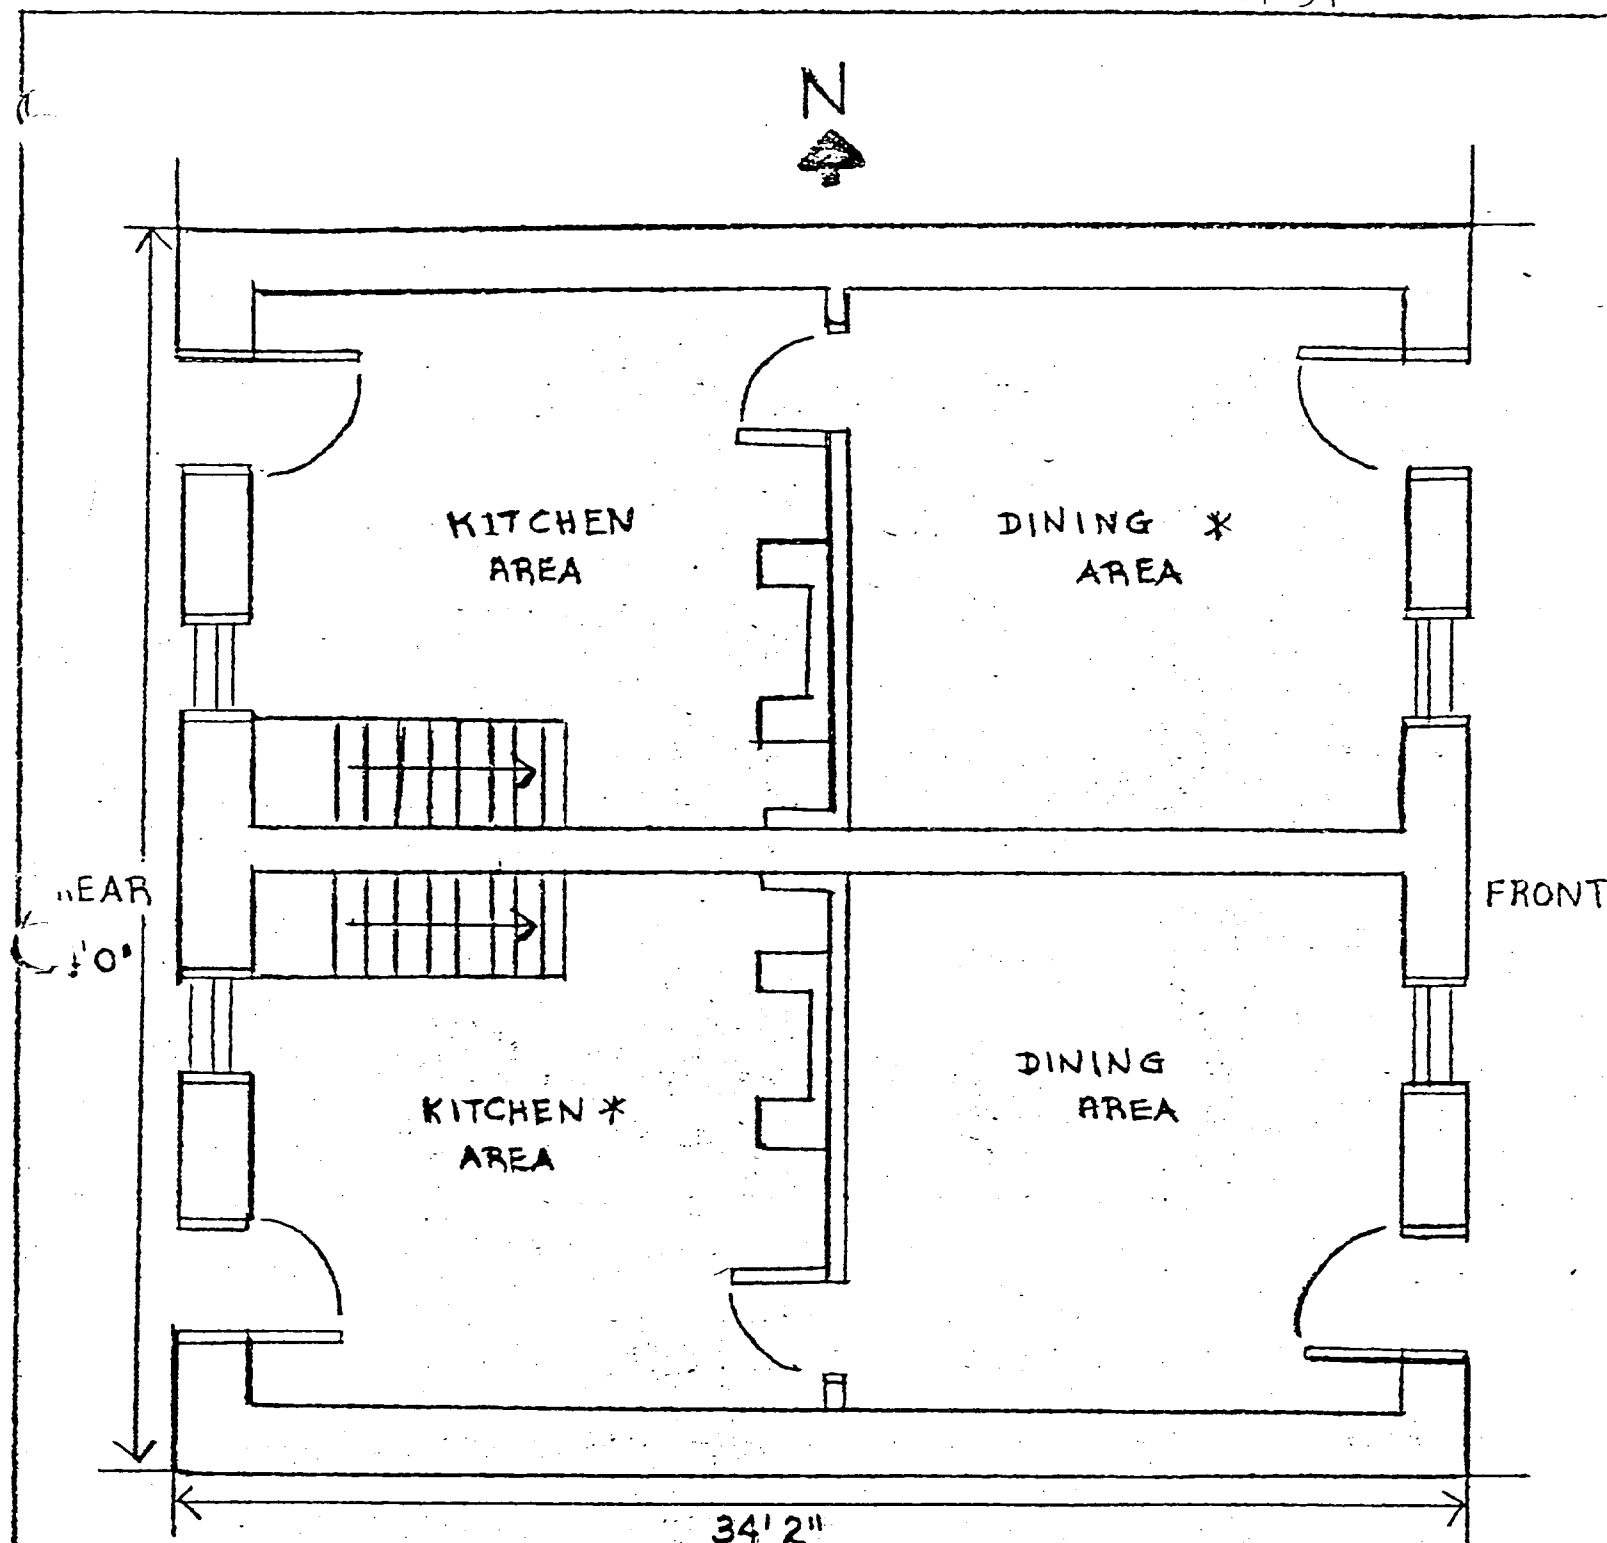 N
KITCHEN
AREA
DINING *
AREA
FRONT
DINING
AREA
KITCHEN *
AREA
34'2"